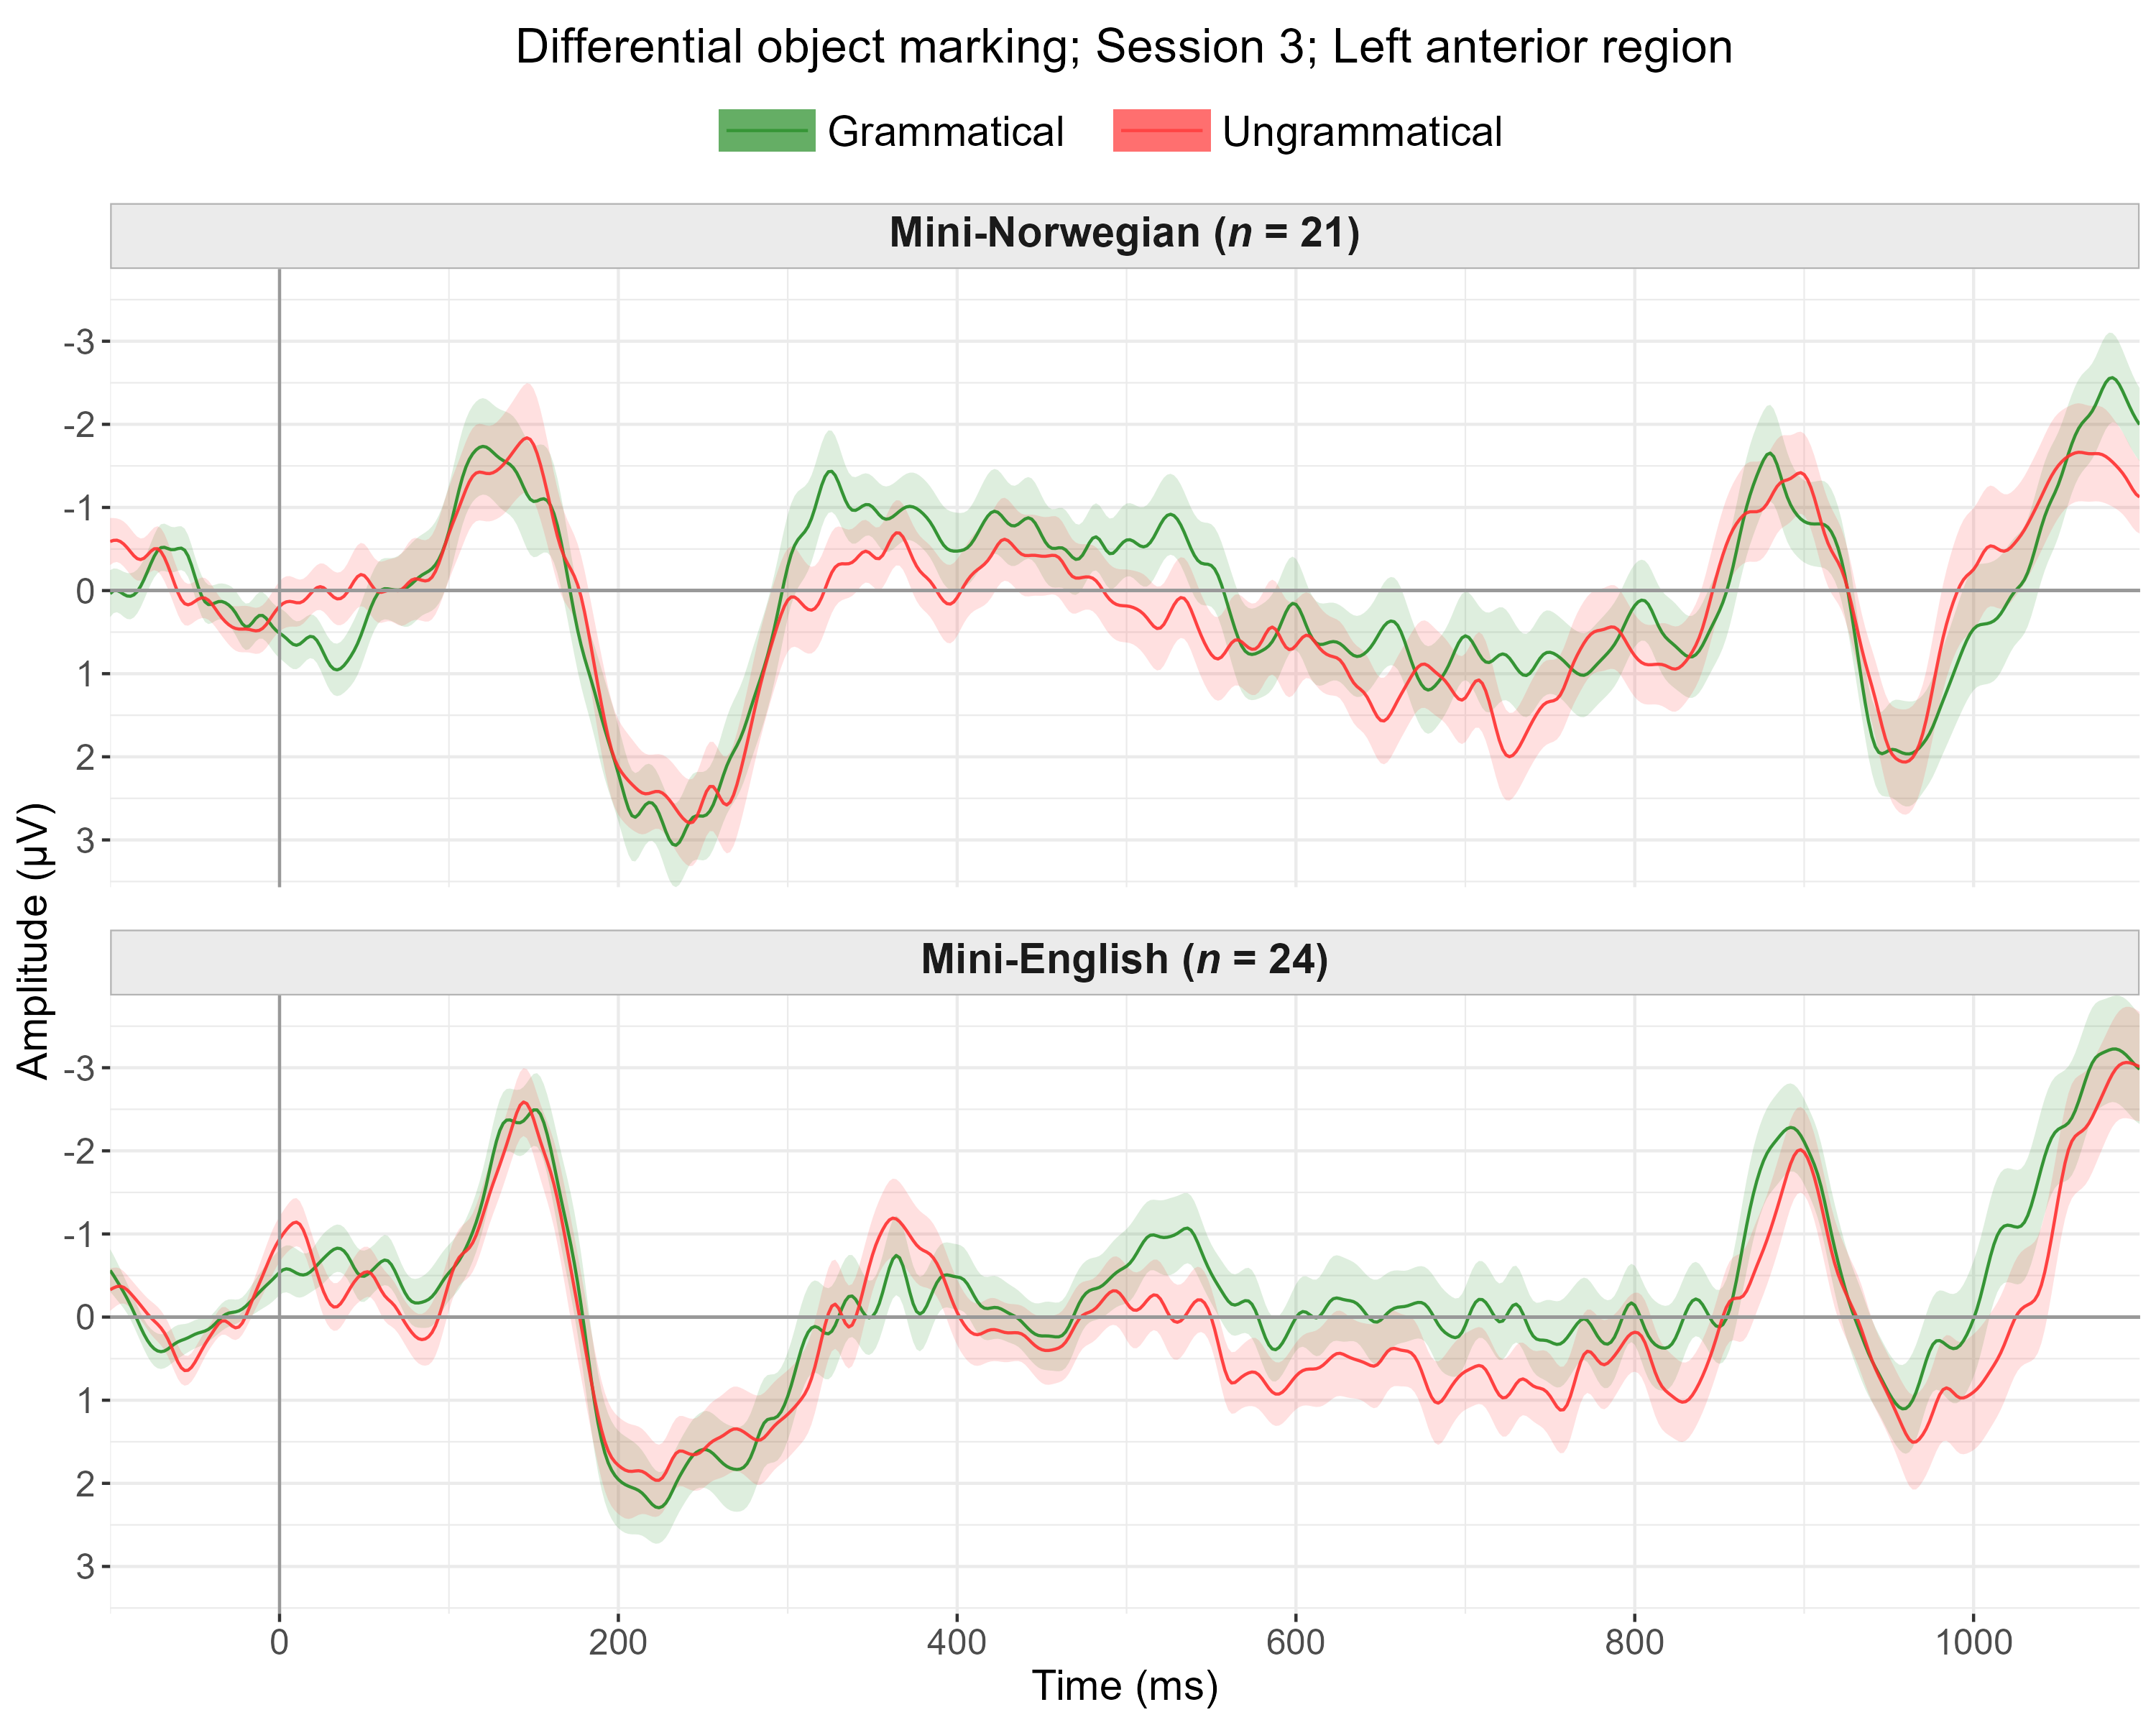 Differential object marking; Session 3; Left anterior region
Grammatical
Ungrammatical
Mini-Norwegian (n = 21)
-3
-2
-1
0
1
2
3
Amplitude (µV)
Mini-English (n = 24)
-3
-2
-1
0
1
2
3
0 200 400 600 800 1000
Time (ms)